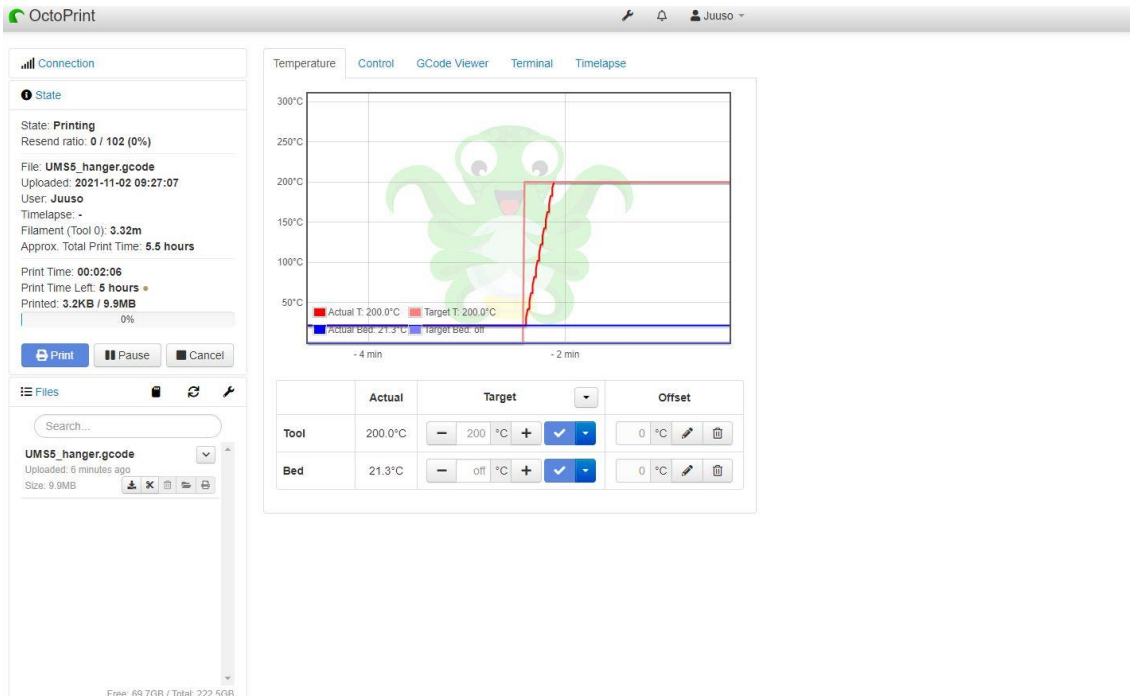 OctoPrint
Juuso
Connection
State
State: Printing
Resend ratio: 0 / 102 (0%)
File: UMS5_hanger.gcode
Uploaded: 2021-11-02 09:27:07
User: Juuso
Timelapse: -
Filament (Tool 0): 3.32m
Approx. Total Print Time: 5.5 hours
Print Time: 00:02:06
Print Time Left: 5 hours
Printed: 3.2KB / 9.9MB
0%
Print Pause Cancel
Files
Search...
UMS5_hanger.gcode
Uploaded: 6 minutes ago
Size: 9.9MB
Free: 69.7GB / Total: 222.5GB
Temperature Control GCode Viewer Terminal Timelapse
300°C
250°C
200°C
150°C
100°C
50°C
Actual T: 200.0°C Target T: 200.0°C
Actual Bed: 21.3°C Target Bed: off
- 4 min - 2 min
Actual Target Offset
Tool 200.0°C 200 °C 0 °C
Bed 21.3°C off °C 0 °C